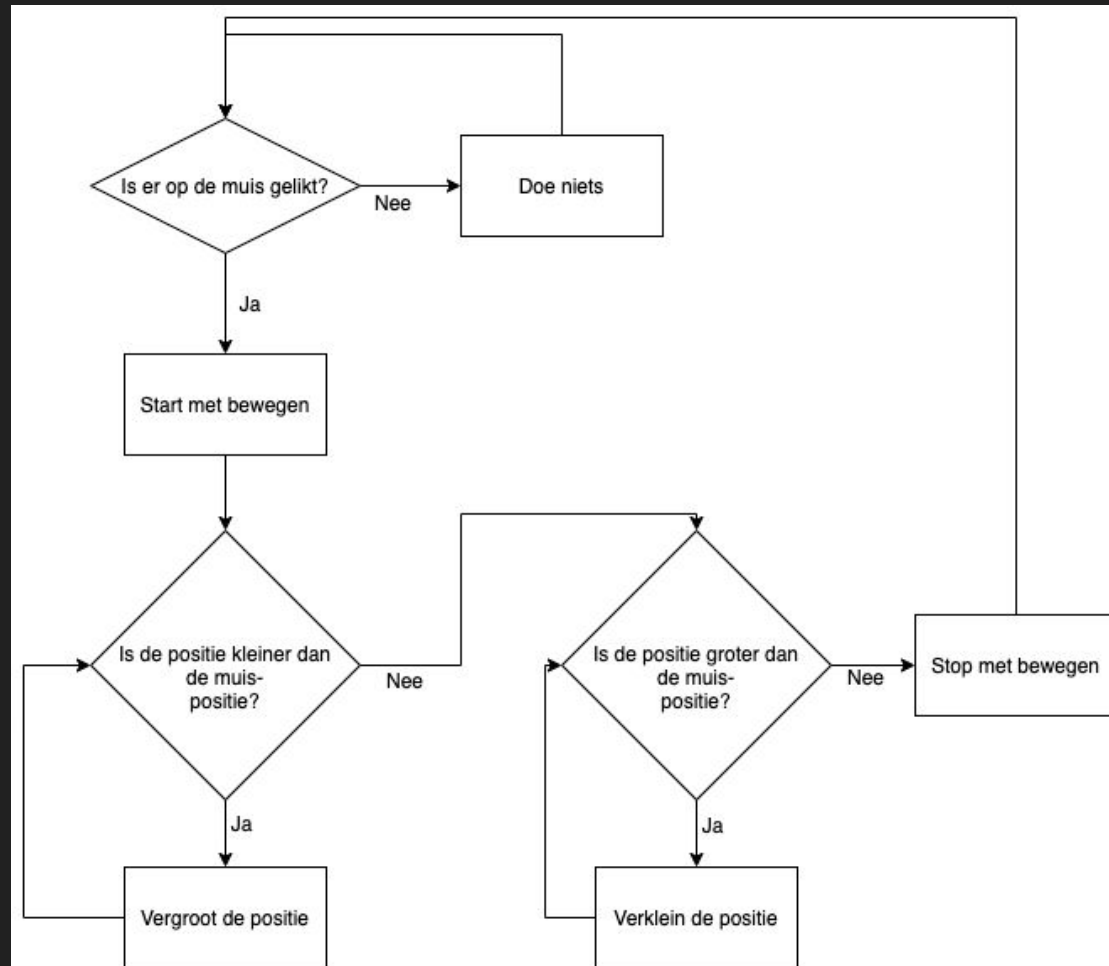 Is er op de muis gelikt?
Nee
Doe niets
Ja
Start met bewegen
Is de positie kleiner dan
de muis-
positie?
Nee
Is de positie groter dan
de muis-
positie?
Nee
Stop met bewegen
Ja
Ja
Vergroot de positie
Verklein de positie